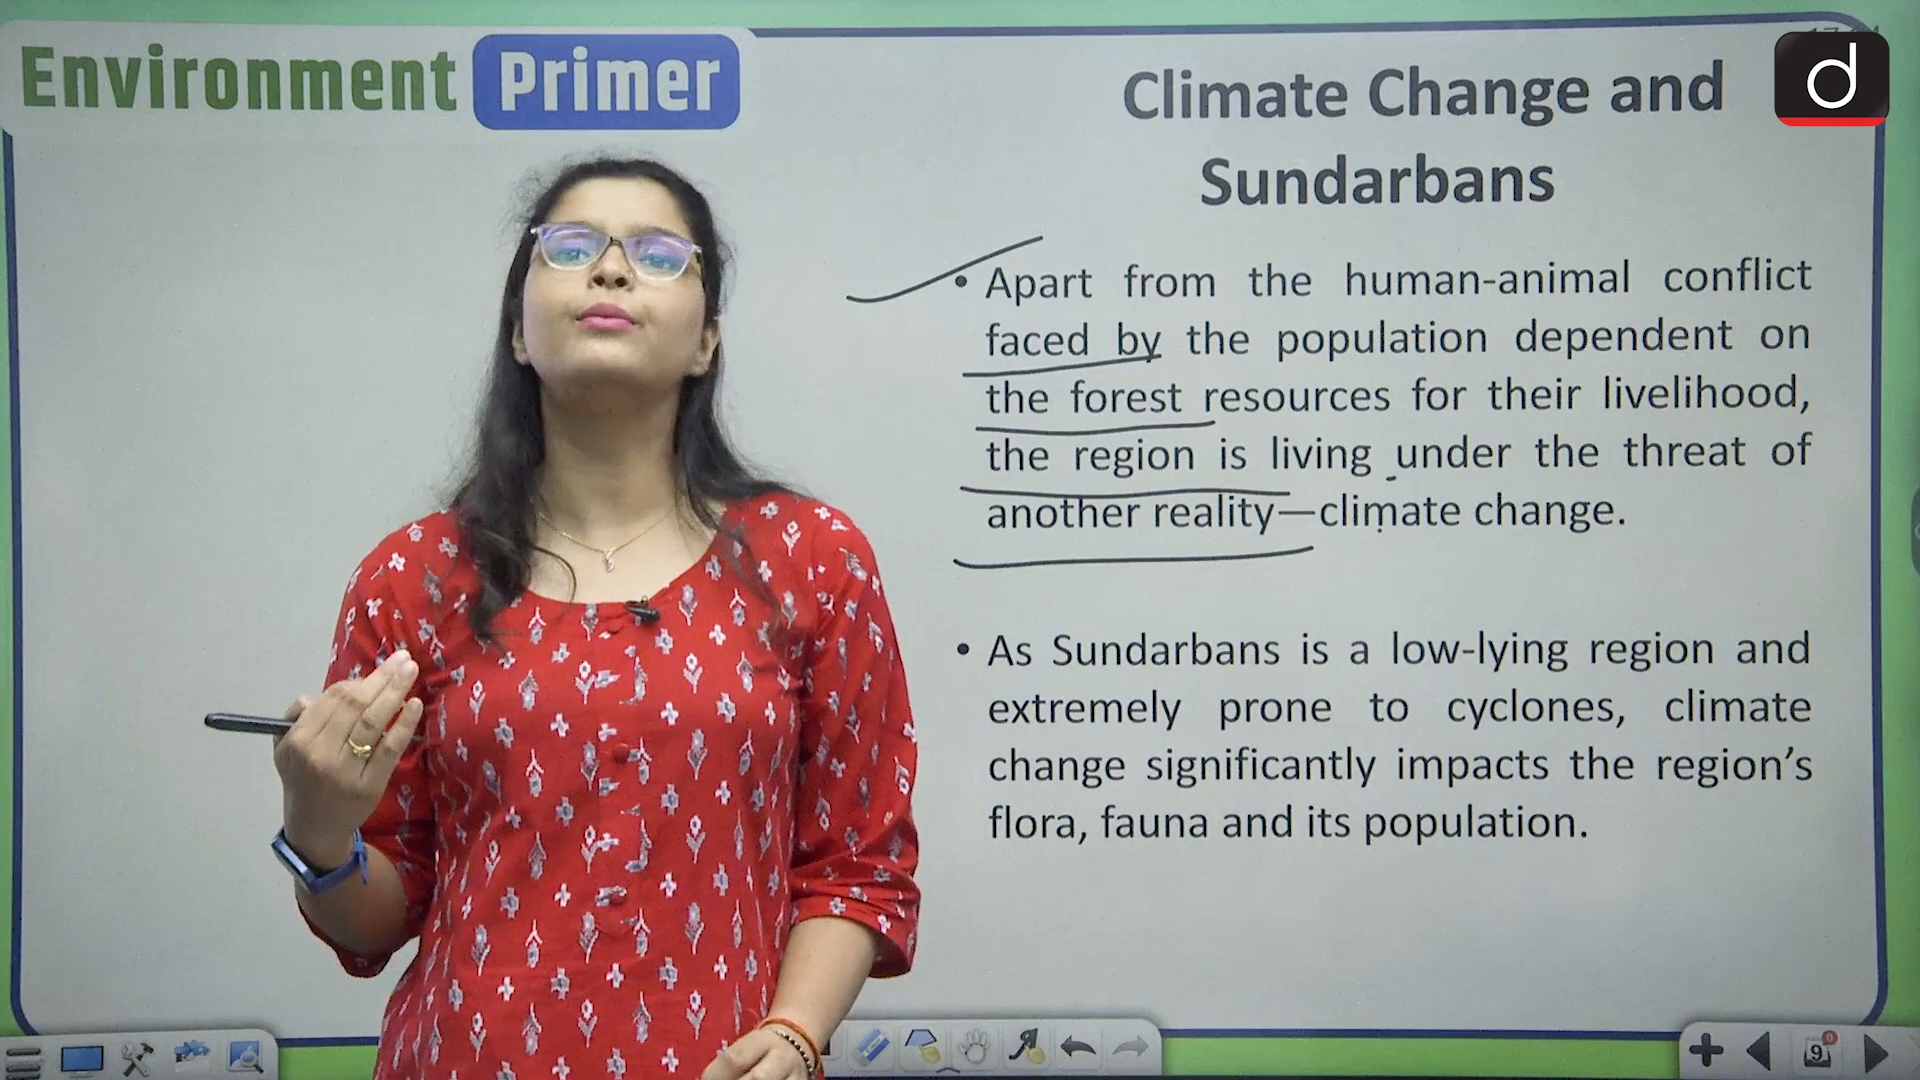 Environment Primer
d
Climate Change and
Sundarbans
• Apart from the human-animal conflict
faced by the population dependent on
the forest resources for their livelihood,
the region is living under the threat of
another reality—climate change.
• As Sundarbans is a low-lying region and
extremely prone to cyclones, climate
change significantly impacts the region's
flora, fauna and its population.
9
0